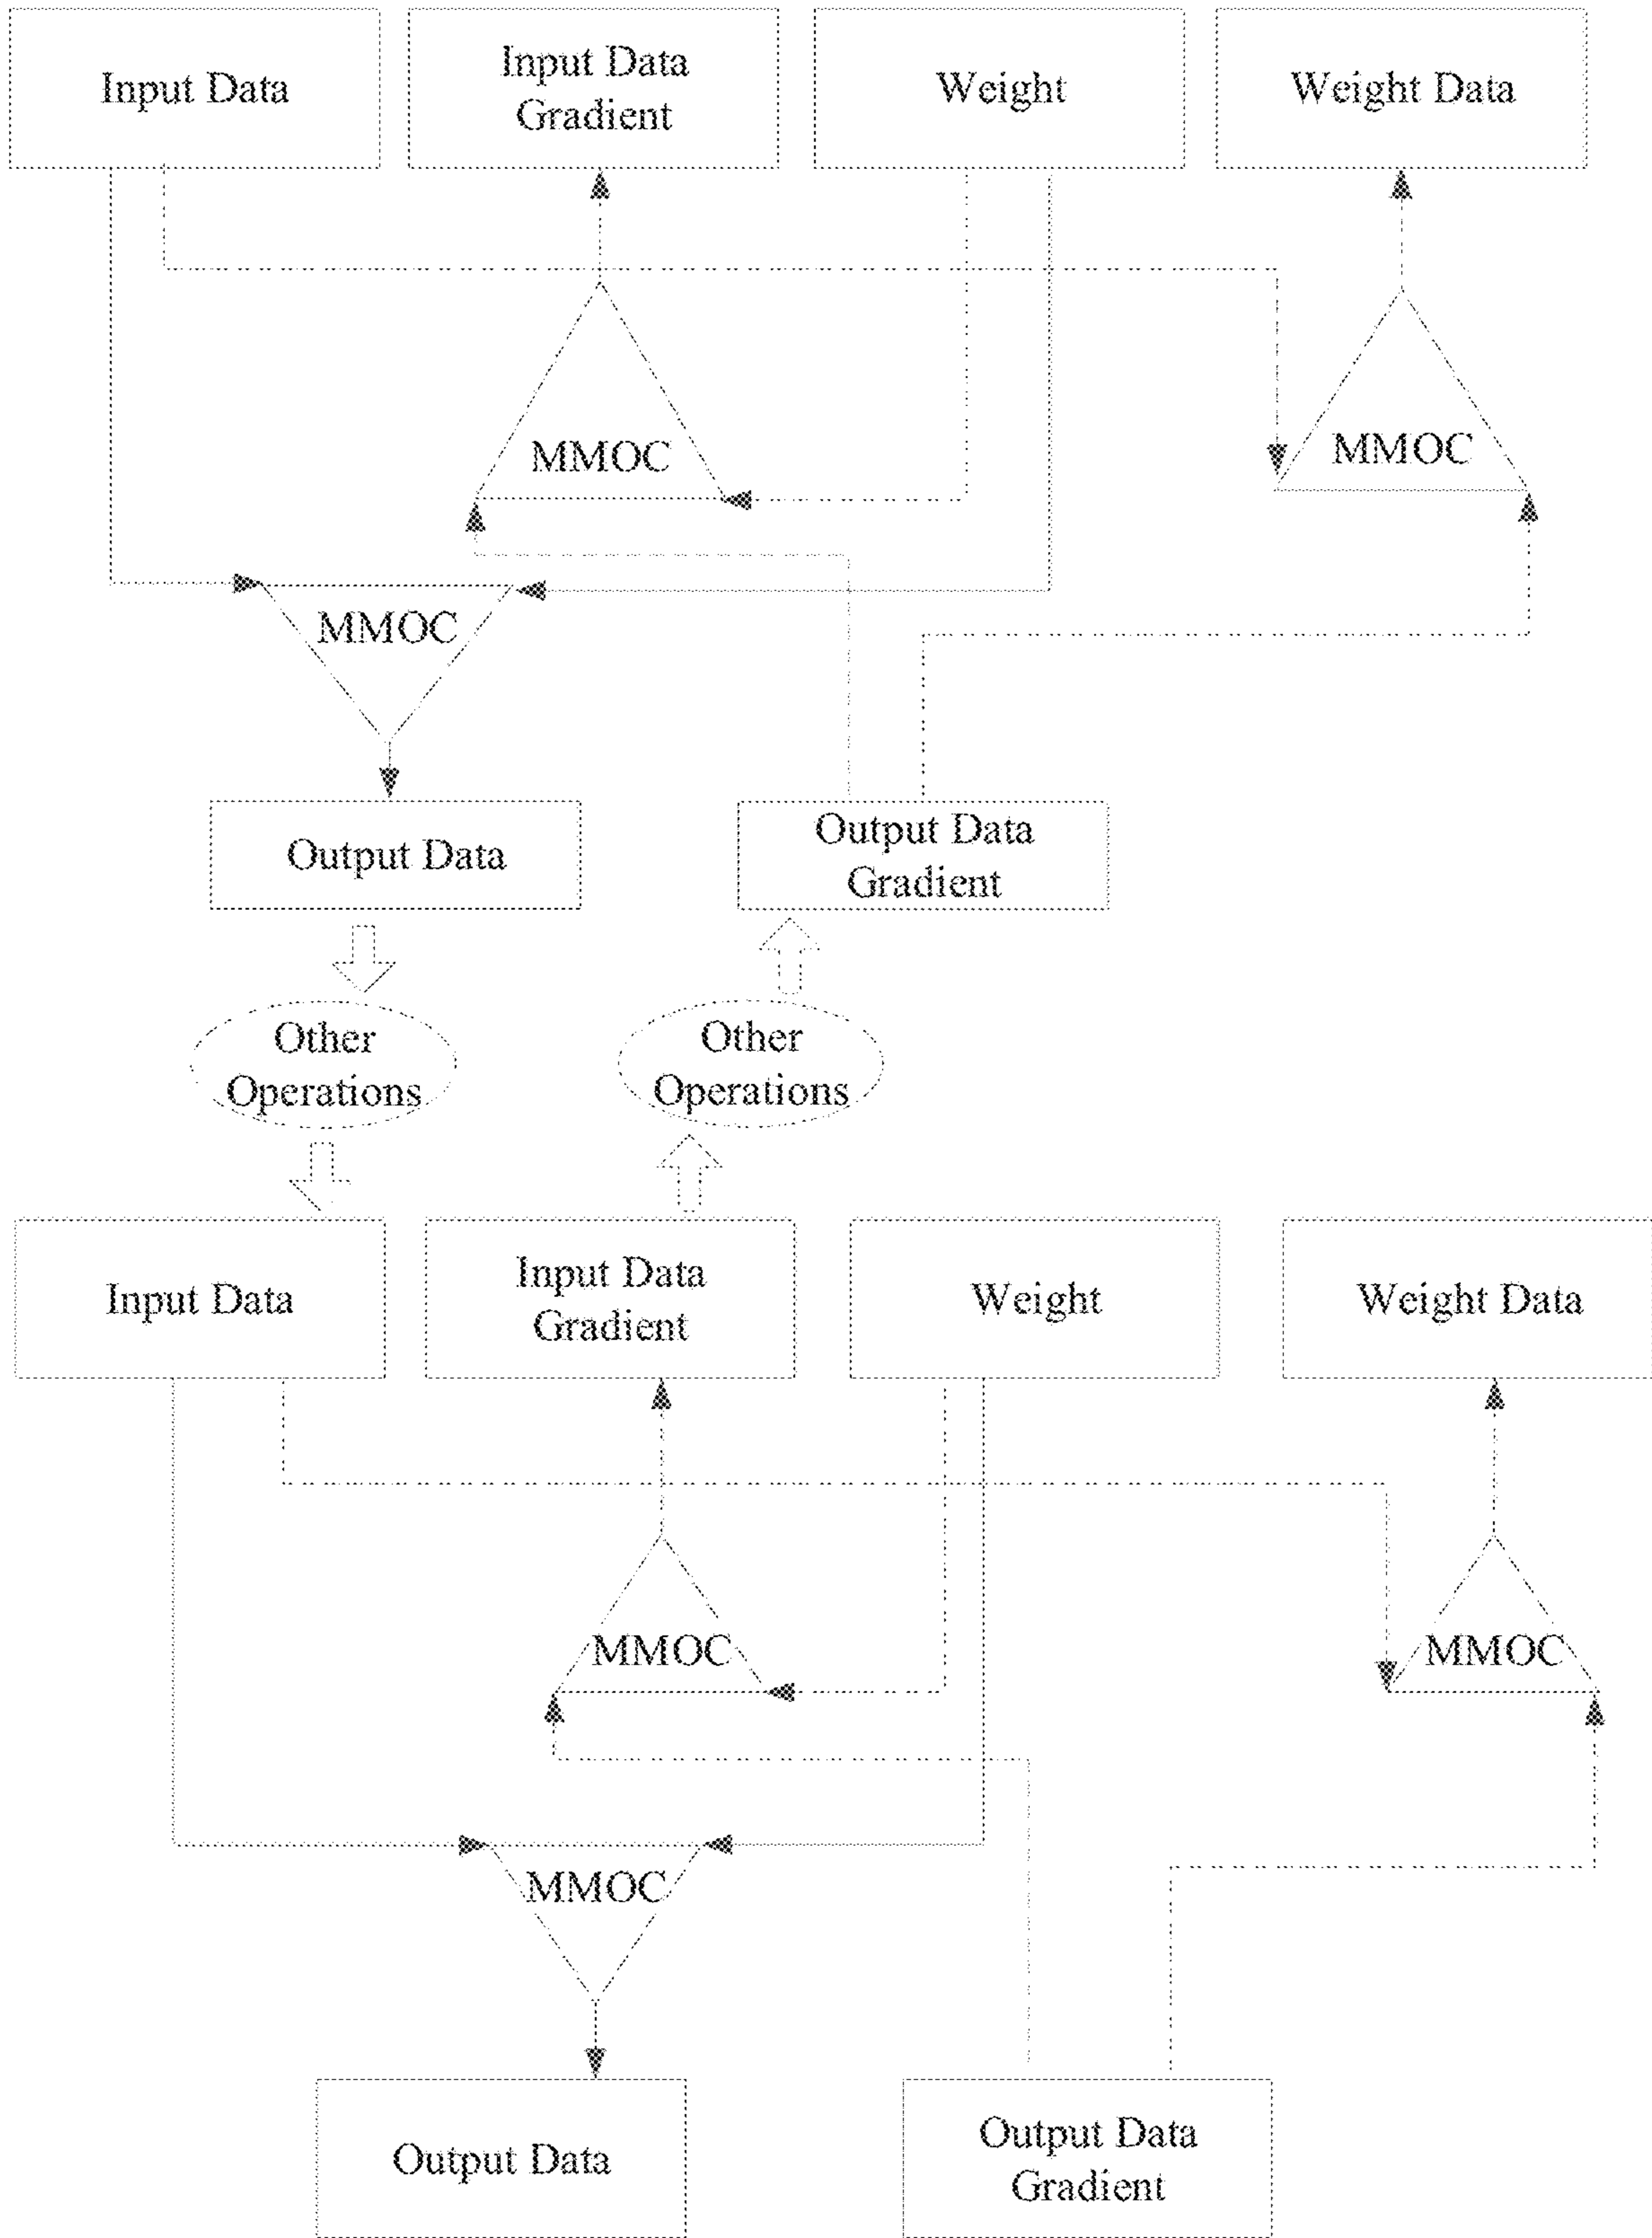 Input Data
Input Data
Gradient
Weight
Weight Data
MMOC
MMOC
MMOC
Output Data
Output Data
Gradient
Other
Operations
Other
Operations
Input Data
Input Data
Gradient
Weight
Weight Data
MMOC
MMOC
MMOC
Output Data
Output Data
Gradient